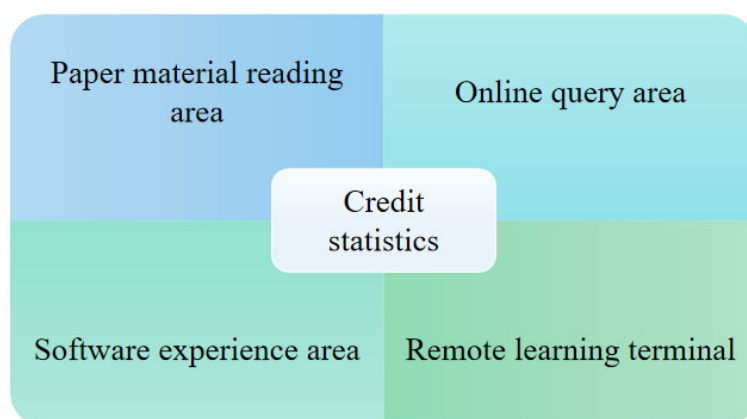 Paper material reading
area
Online query area
Credit
statistics
Software experience area
Remote learning terminal